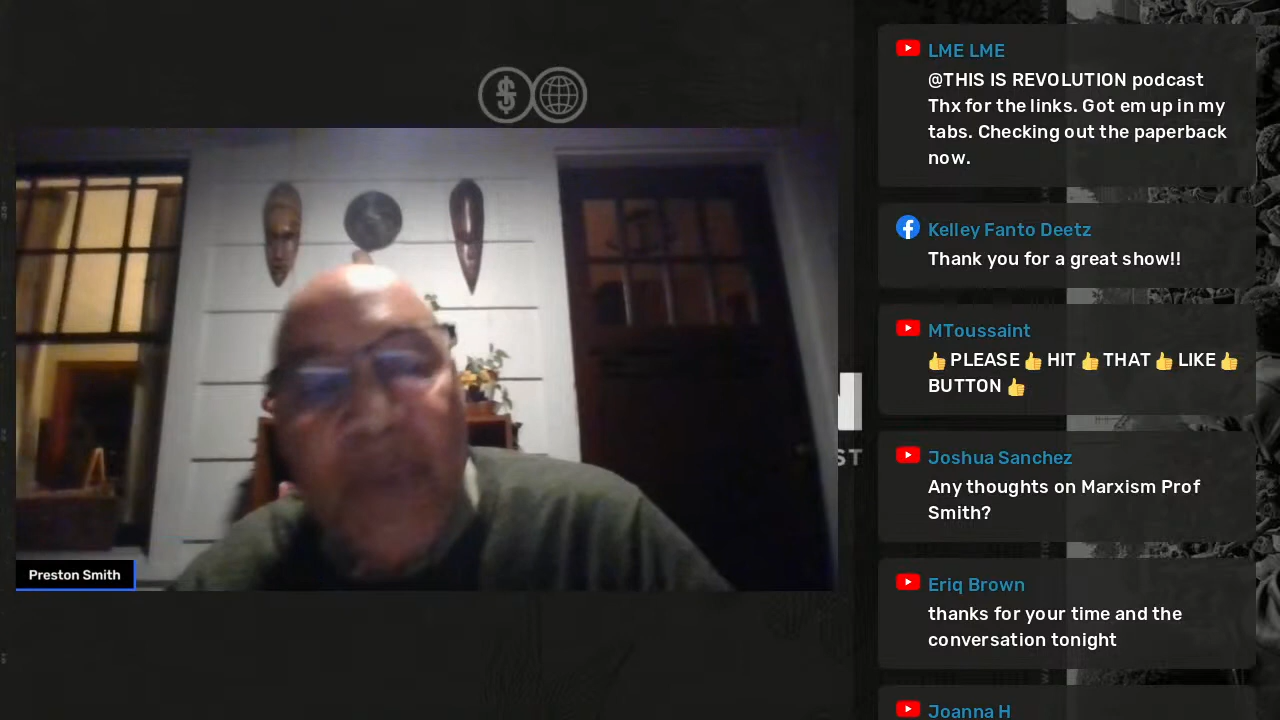 LME LME
@THIS IS REVOLUTION podcast
Thx for the links. Got em up in my
tabs. Checking out the paperback
now.
Kelley Fanto Deetz
Thank you for a great show!!
MToussaint
👍 PLEASE 👍 HIT 👍 THAT 👍 LIKE 👍
BUTTON 👍
Joshua Sanchez
Any thoughts on Marxism Prof
Smith?
Eriq Brown
thanks for your time and the
conversation tonight
Joanna H
Preston Smith
ST